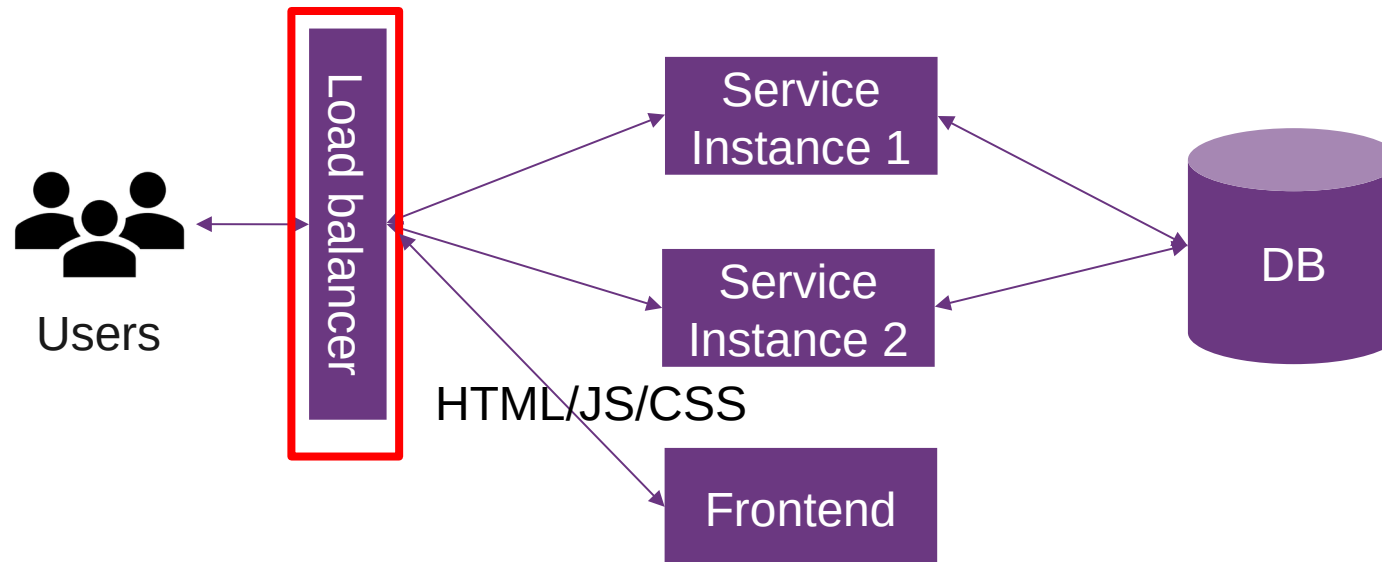 Load balancer
Users
Service
Instance 1
Service
Instance 2
HTML/JS/CSS
Frontend
DB